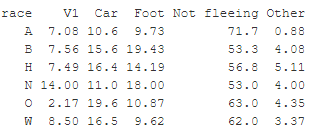 race V1 Car Foot Not fleeing Other
A 7.08 10.6 9.73 71.7 0.88
B 7.56 15.6 19.43 53.3 4.08
H 7.49 16.4 14.19 56.8 5.11
N 14.00 11.0 18.00 53.0 4.00
O 2.17 19.6 10.87 63.0 4.35
W 8.50 16.5 9.62 62.0 3.37